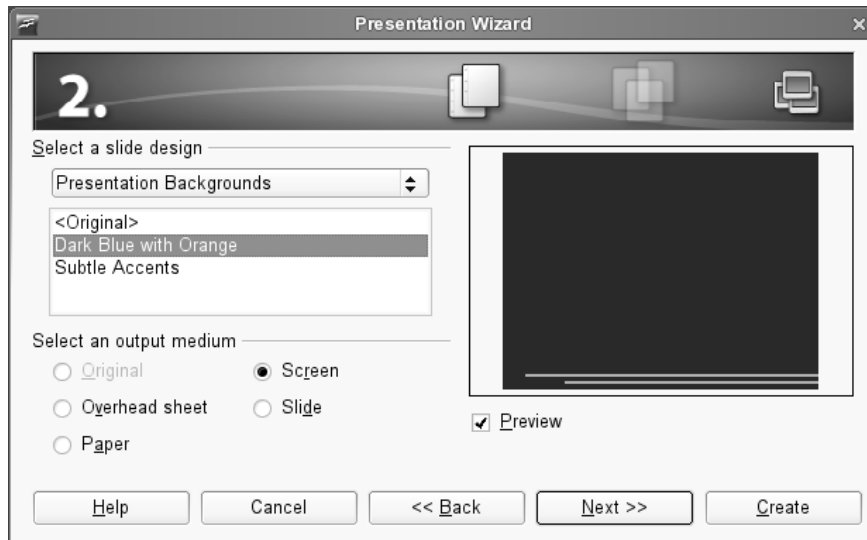 Presentation Wizard
2.
Select a slide design
Presentation Backgrounds
<Original>
Dark Blue with Orange
Subtle Accents
Select an output medium
Original
Screen
Overhead sheet
Slide
Paper
Preview
Help
Cancel
<< Back
Next >>
Create